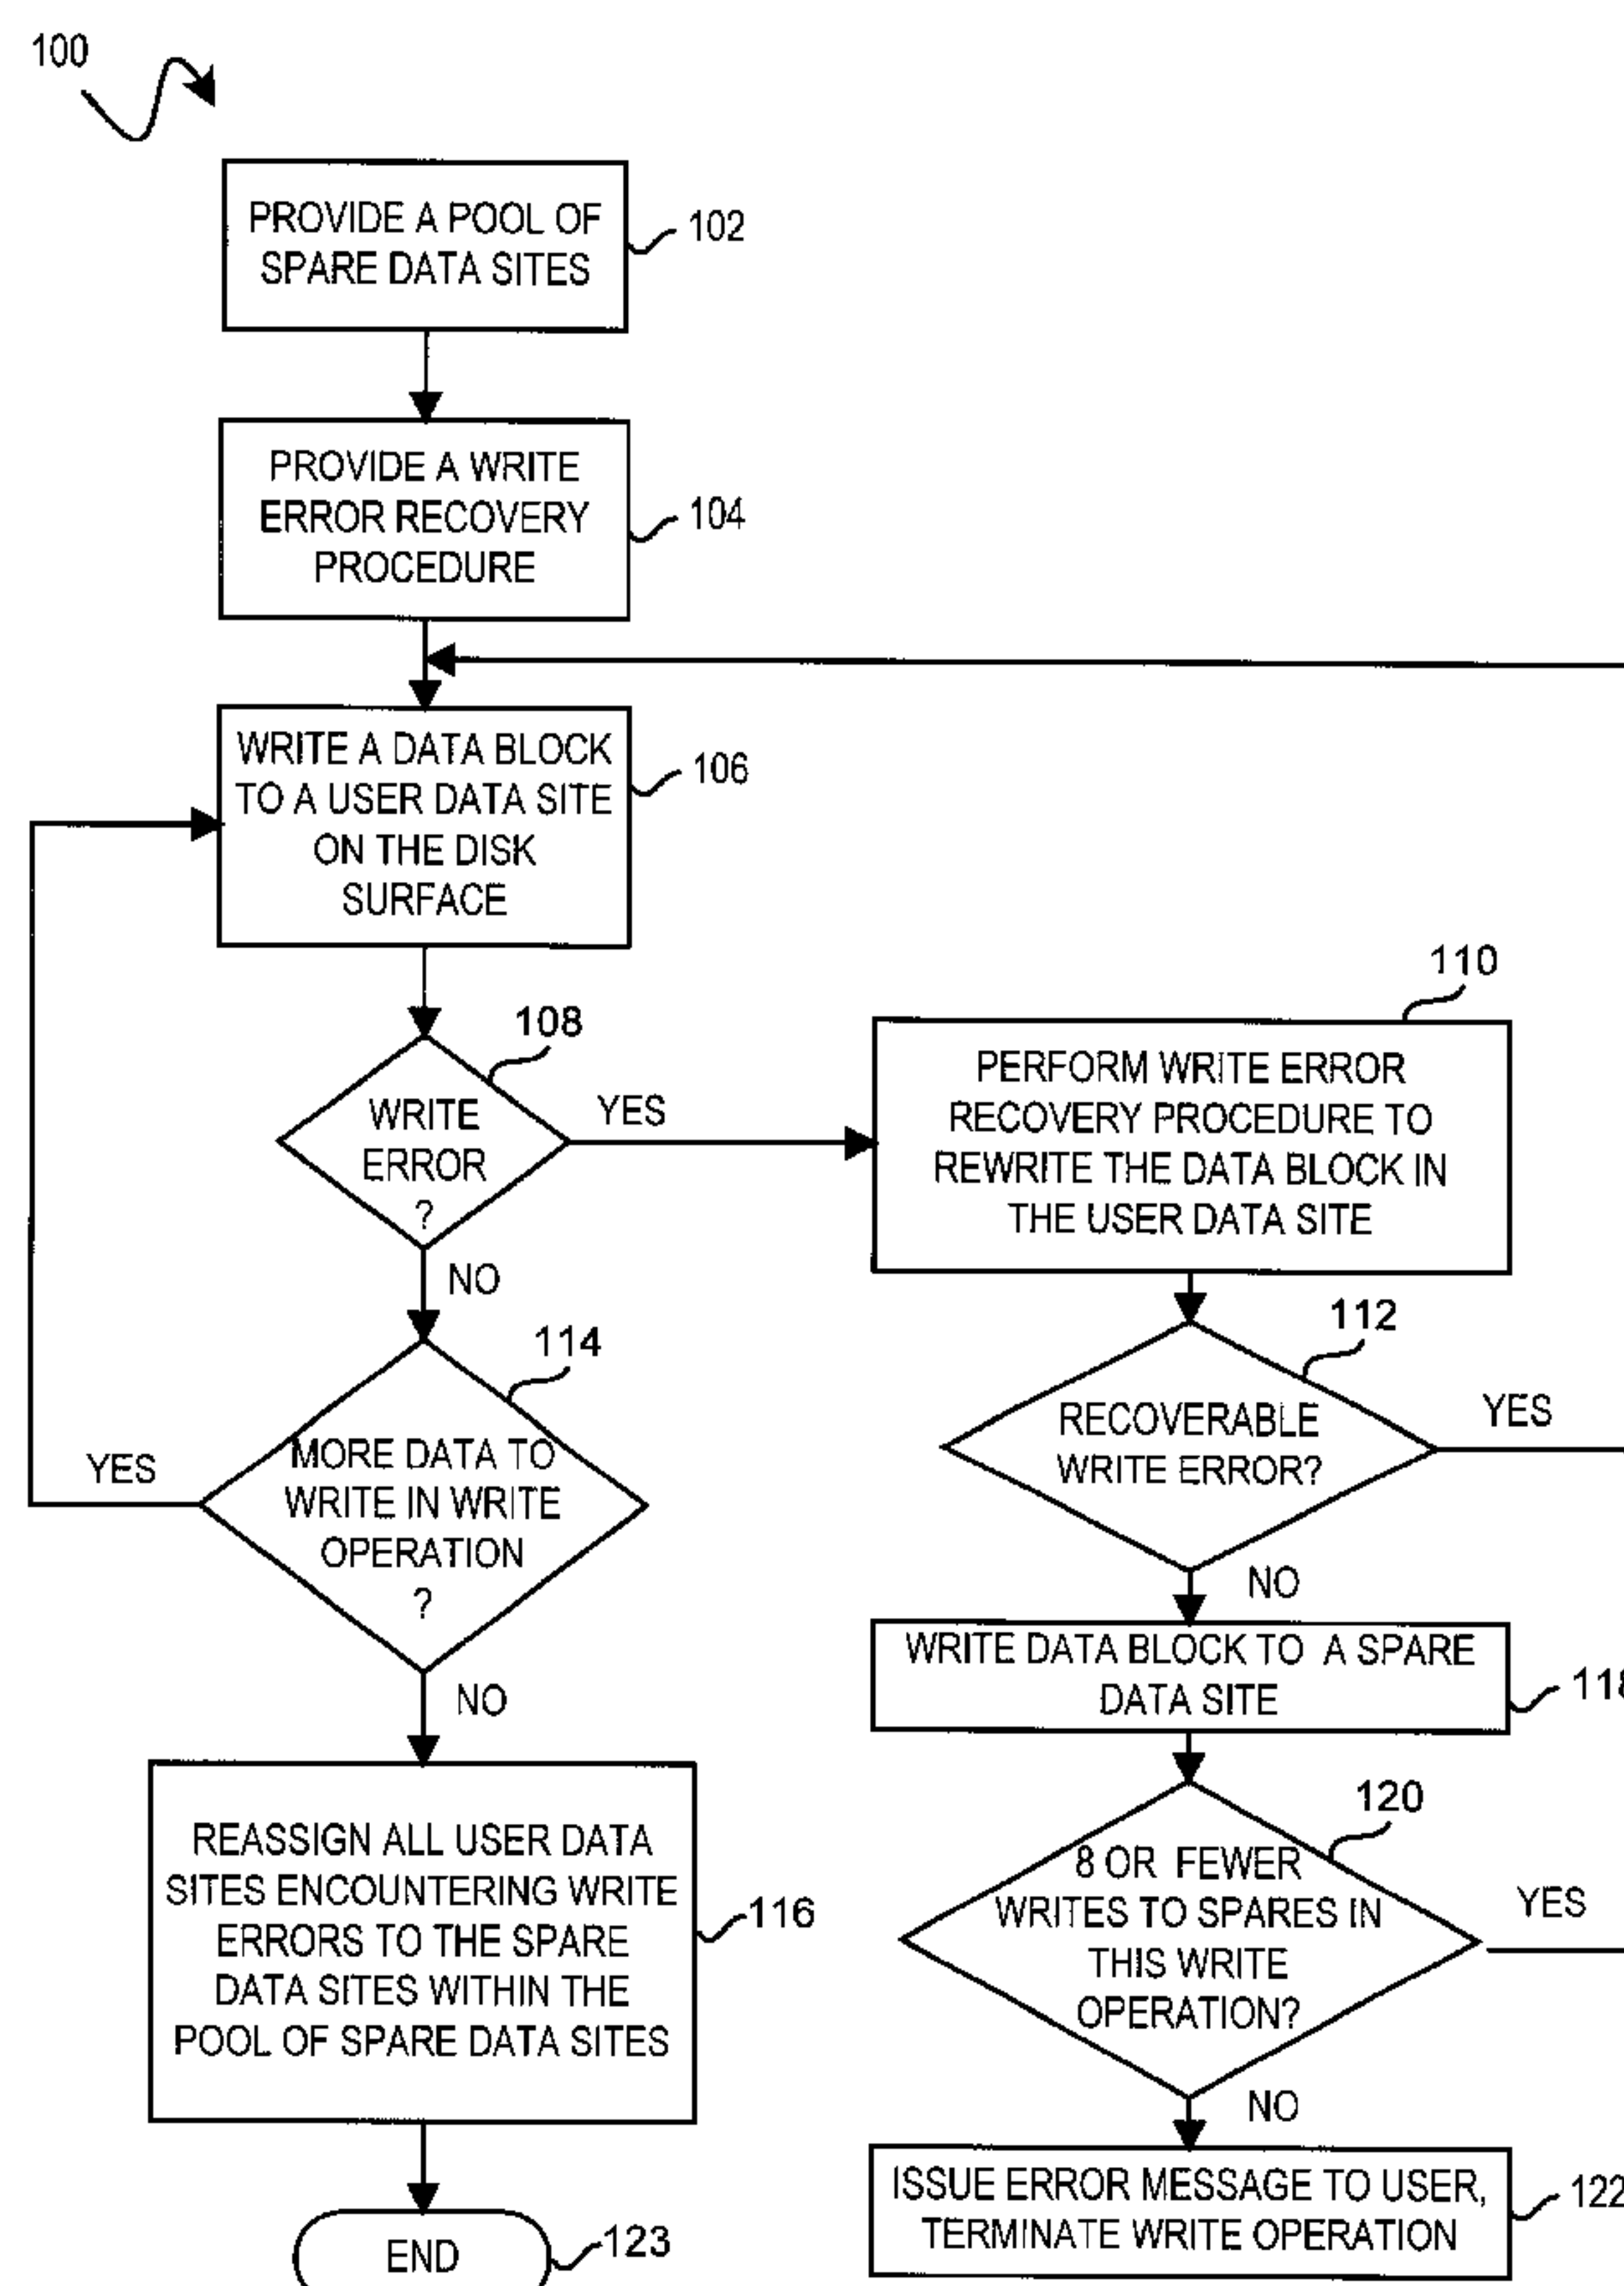 100
PROVIDE A POOL OF
SPARE DATA SITES
102
PROVIDE A WRITE
ERROR RECOVERY
PROCEDURE
104
WRITE A DATA BLOCK
TO A USER DATA SITE
ON THE DISK
SURFACE
106
108
WRITE
ERROR
?
YES
NO
110
PERFORM WRITE ERROR
RECOVERY PROCEDURE TO
REWRITE THE DATA BLOCK IN
THE USER DATA SITE
112
RECOVERABLE
WRITE ERROR?
YES
NO
114
MORE DATA TO
WRITE IN WRITE
OPERATION
?
YES
NO
WRITE DATA BLOCK TO A SPARE
DATA SITE
118
REASSIGN ALL USER DATA
SITES ENCOUNTERING WRITE
ERRORS TO THE SPARE
DATA SITES WITHIN THE
POOL OF SPARE DATA SITES
116
120
8 OR FEWER
WRITES TO SPARES IN
THIS WRITE
OPERATION?
YES
NO
ISSUE ERROR MESSAGE TO USER,
TERMINATE WRITE OPERATION
122
END
123